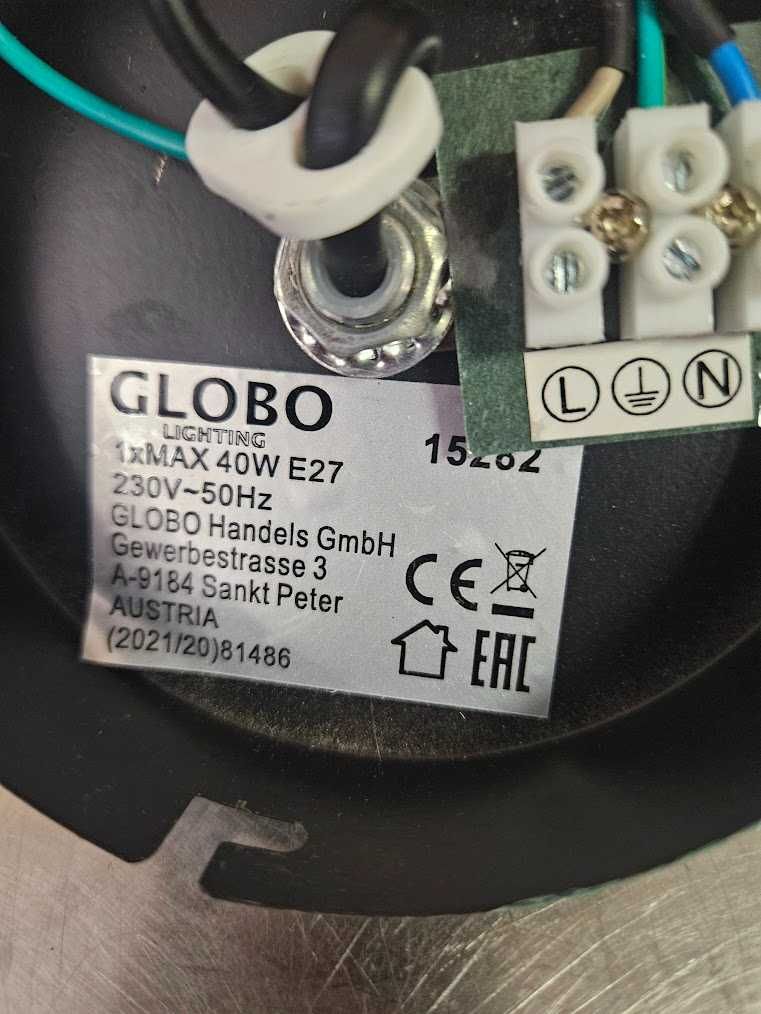 L N
GLOBO
LIGHTING
1xMAX 40W E27
230V~50Hz
GLOBO Handels GmbH
Gewerbestrasse 3
A-9184 Sankt Peter
AUSTRIA
(2021/20)81486
CE
EAC